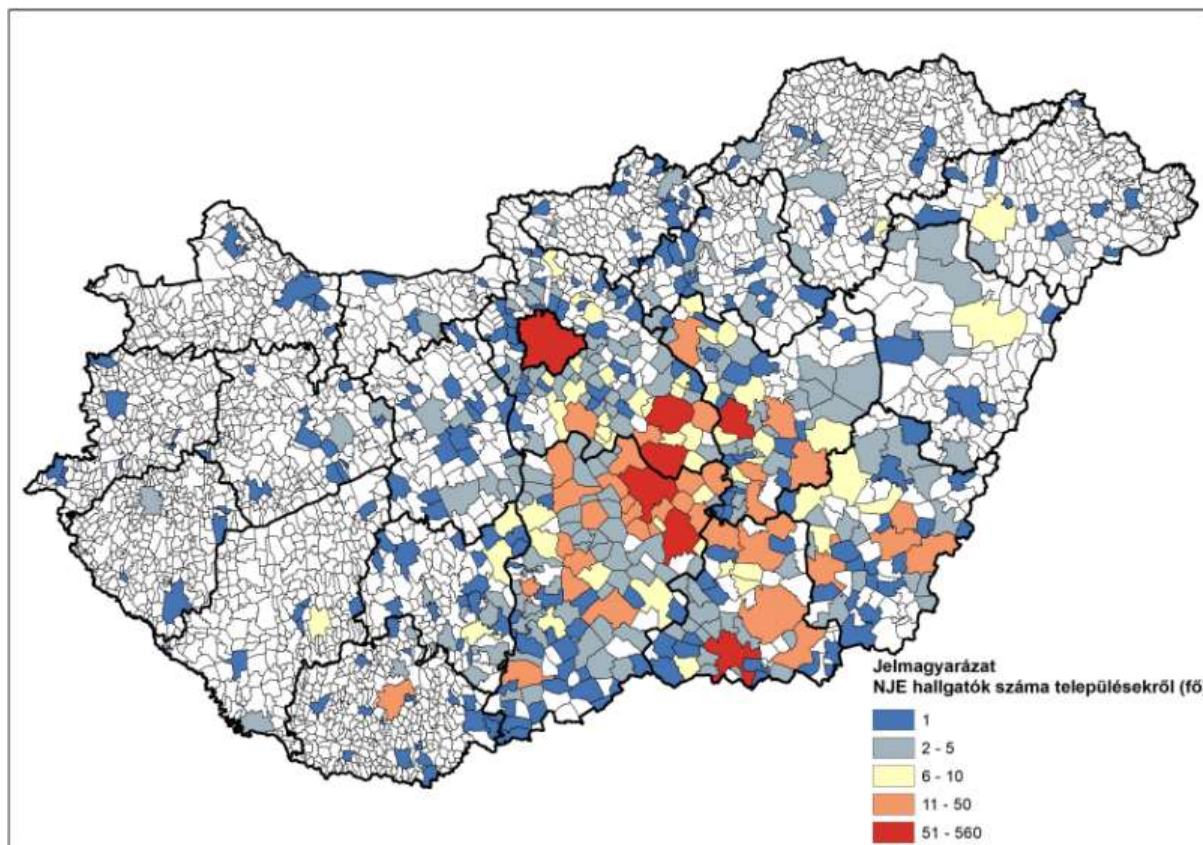 Jelmagyarázat
NJE hallgatók száma településekről (fő
1
2 - 5
6 - 10
11 - 50
51 - 560